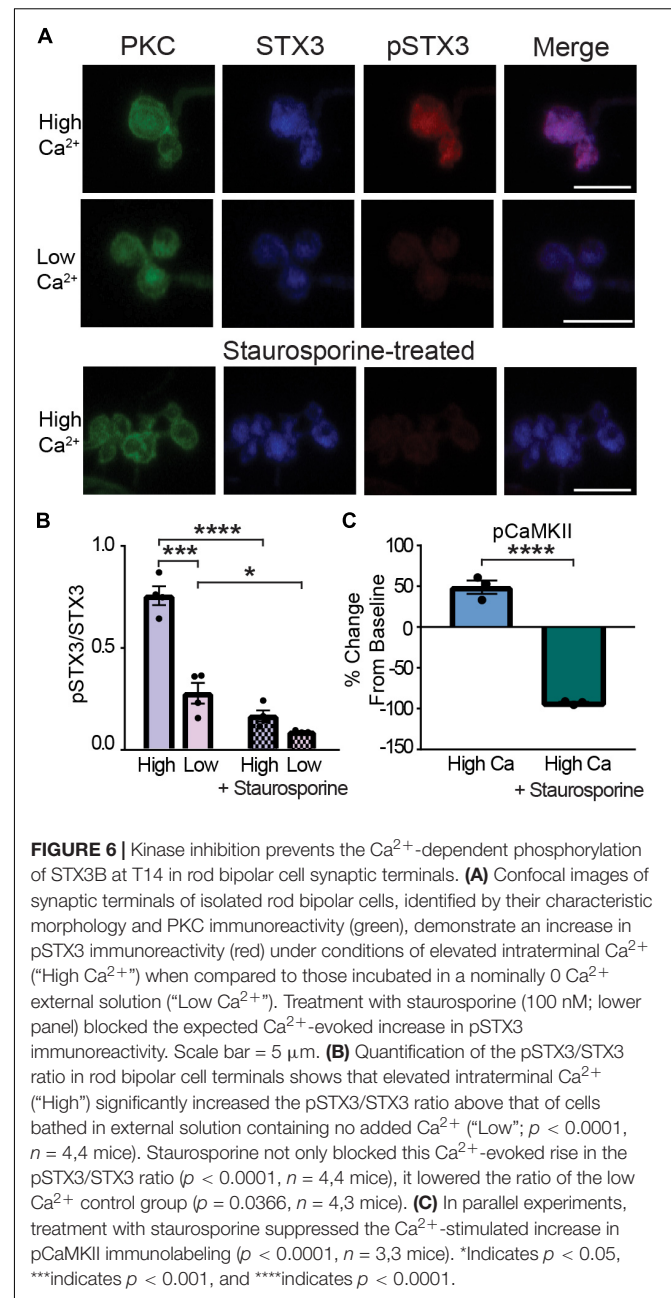 A
PKC STX3 pSTX3 Merge
High
Ca²⁺
Low
Ca²⁺
Staurosporine-treated
High
Ca²⁺
B
****
***
*
1.0
0.5
0.0
pSTX3/STX3
High Low High Low
+ Staurosporine
C
pCaMKII
****
100
50
0
-50
-100
-150
% Change
From Baseline
High Ca High Ca
+ Staurosporine
FIGURE 6 | Kinase inhibition prevents the Ca²⁺-dependent phosphorylation
of STX3B at T14 in rod bipolar cell synaptic terminals. (A) Confocal images of
synaptic terminals of isolated rod bipolar cells, identified by their characteristic
morphology and PKC immunoreactivity (green), demonstrate an increase in
pSTX3 immunoreactivity (red) under conditions of elevated intraterminal Ca²⁺
(“High Ca²⁺”) when compared to those incubated in a nominally 0 Ca²⁺
external solution (“Low Ca²⁺”). Treatment with staurosporine (100 nM; lower
panel) blocked the expected Ca²⁺-evoked increase in pSTX3
immunoreactivity. Scale bar = 5 μm. (B) Quantification of the pSTX3/STX3
ratio in rod bipolar cell terminals shows that elevated intraterminal Ca²⁺
(“High”) significantly increased the pSTX3/STX3 ratio above that of cells
bathed in external solution containing no added Ca²⁺ (“Low”; p < 0.0001,
n = 4,4 mice). Staurosporine not only blocked this Ca²⁺-evoked rise in the
pSTX3/STX3 ratio (p < 0.0001, n = 4,4 mice), it lowered the ratio of the low
Ca²⁺ control group (p = 0.0366, n = 4,3 mice). (C) In parallel experiments,
treatment with staurosporine suppressed the Ca²⁺-stimulated increase in
pCaMKII immunolabeling (p < 0.0001, n = 3,3 mice). *Indicates p < 0.05,
***indicates p < 0.001, and ****indicates p < 0.0001.